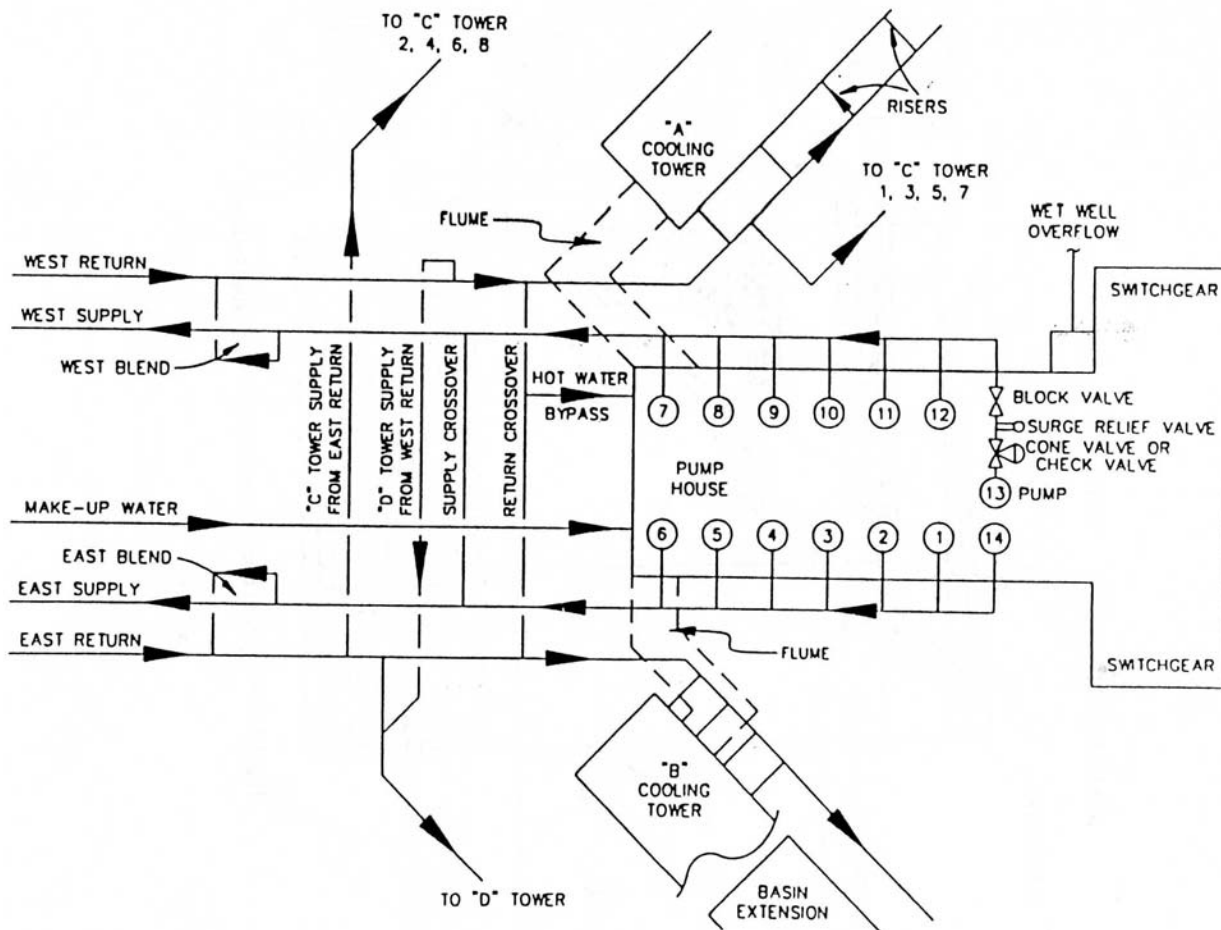 TO "C" TOWER
2, 4, 6, 8
RISERS
"A"
COOLING
TOWER
TO "C" TOWER
1, 3, 5, 7
FLUME
WET WELL
OVERFLOW
WEST RETURN
SWITCHGEAR
WEST SUPPLY
WEST BLEND
"C" TOWER SUPPLY
FROM EAST RETURN
"D" TOWER SUPPLY
FROM WEST RETURN
SUPPLY CROSSOVER
RETURN CROSSOVER
HOT WATER
BYPASS
7
8
9
10
11
12
BLOCK VALVE
SURGE RELIEF VALVE
CONE VALVE OR
CHECK VALVE
13
PUMP
PUMP
HOUSE
MAKE-UP WATER
6
5
4
3
2
1
14
EAST BLEND
EAST SUPPLY
EAST RETURN
FLUME
SWITCHGEAR
"B"
COOLING
TOWER
TO "D" TOWER
BASIN
EXTENSION